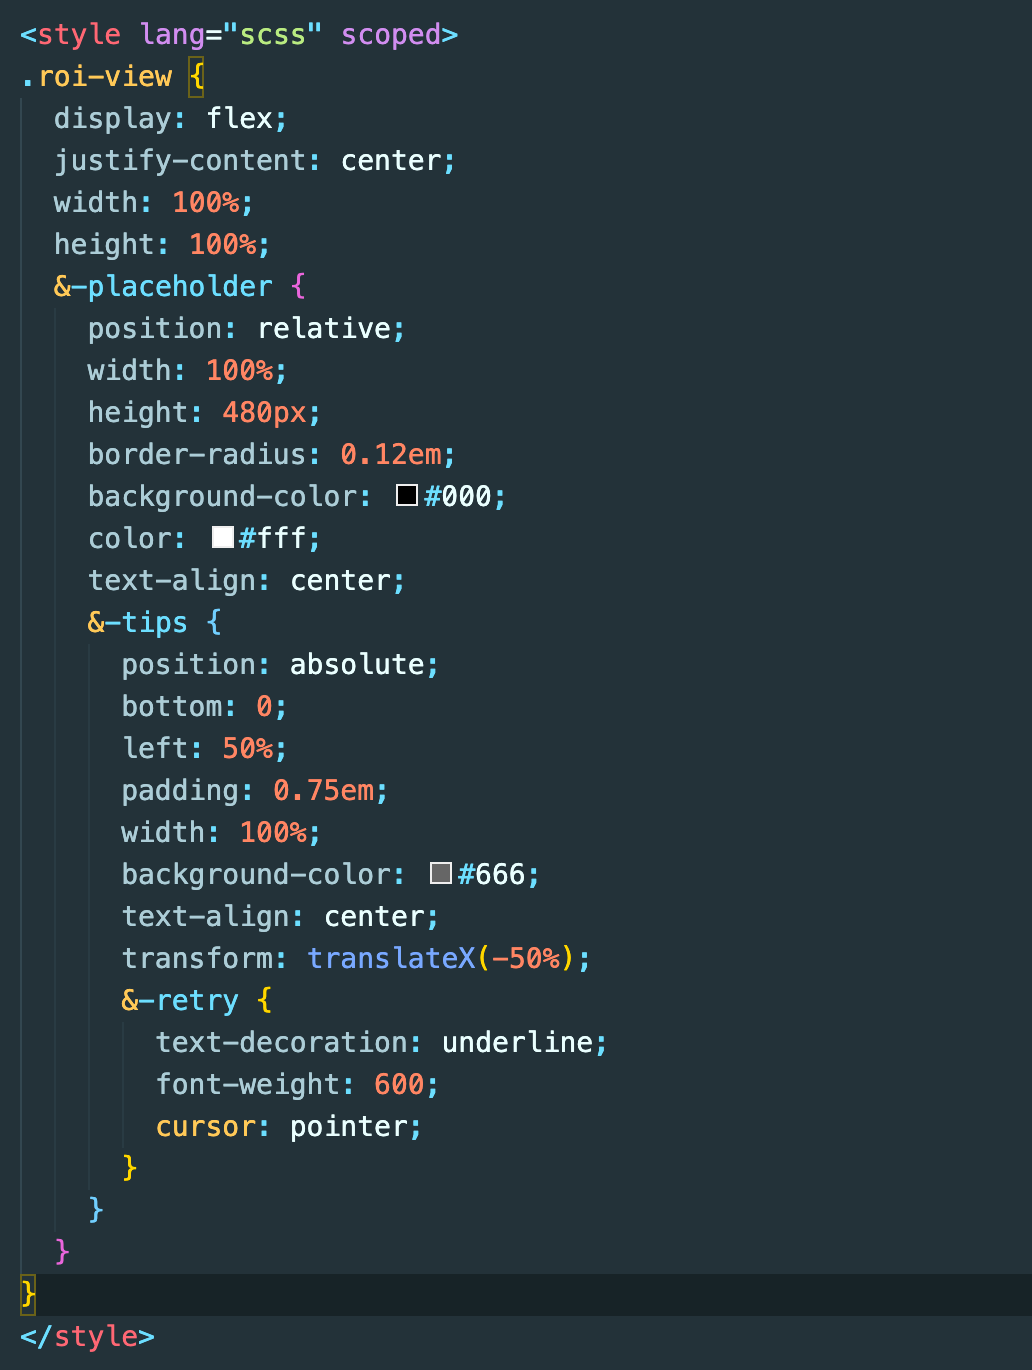 <style lang="scss" scoped>
.roi-view {
  display: flex;
  justify-content: center;
  width: 100%;
  height: 100%;
  &-placeholder {
    position: relative;
    width: 100%;
    height: 480px;
    border-radius: 0.12em;
    background-color: #000;
    color: #fff;
    text-align: center;
    &-tips {
      position: absolute;
      bottom: 0;
      left: 50%;
      padding: 0.75em;
      width: 100%;
      background-color: #666;
      text-align: center;
      transform: translateX(-50%);
      &-retry {
        text-decoration: underline;
        font-weight: 600;
        cursor: pointer;
      }
    }
  }
}
</style>